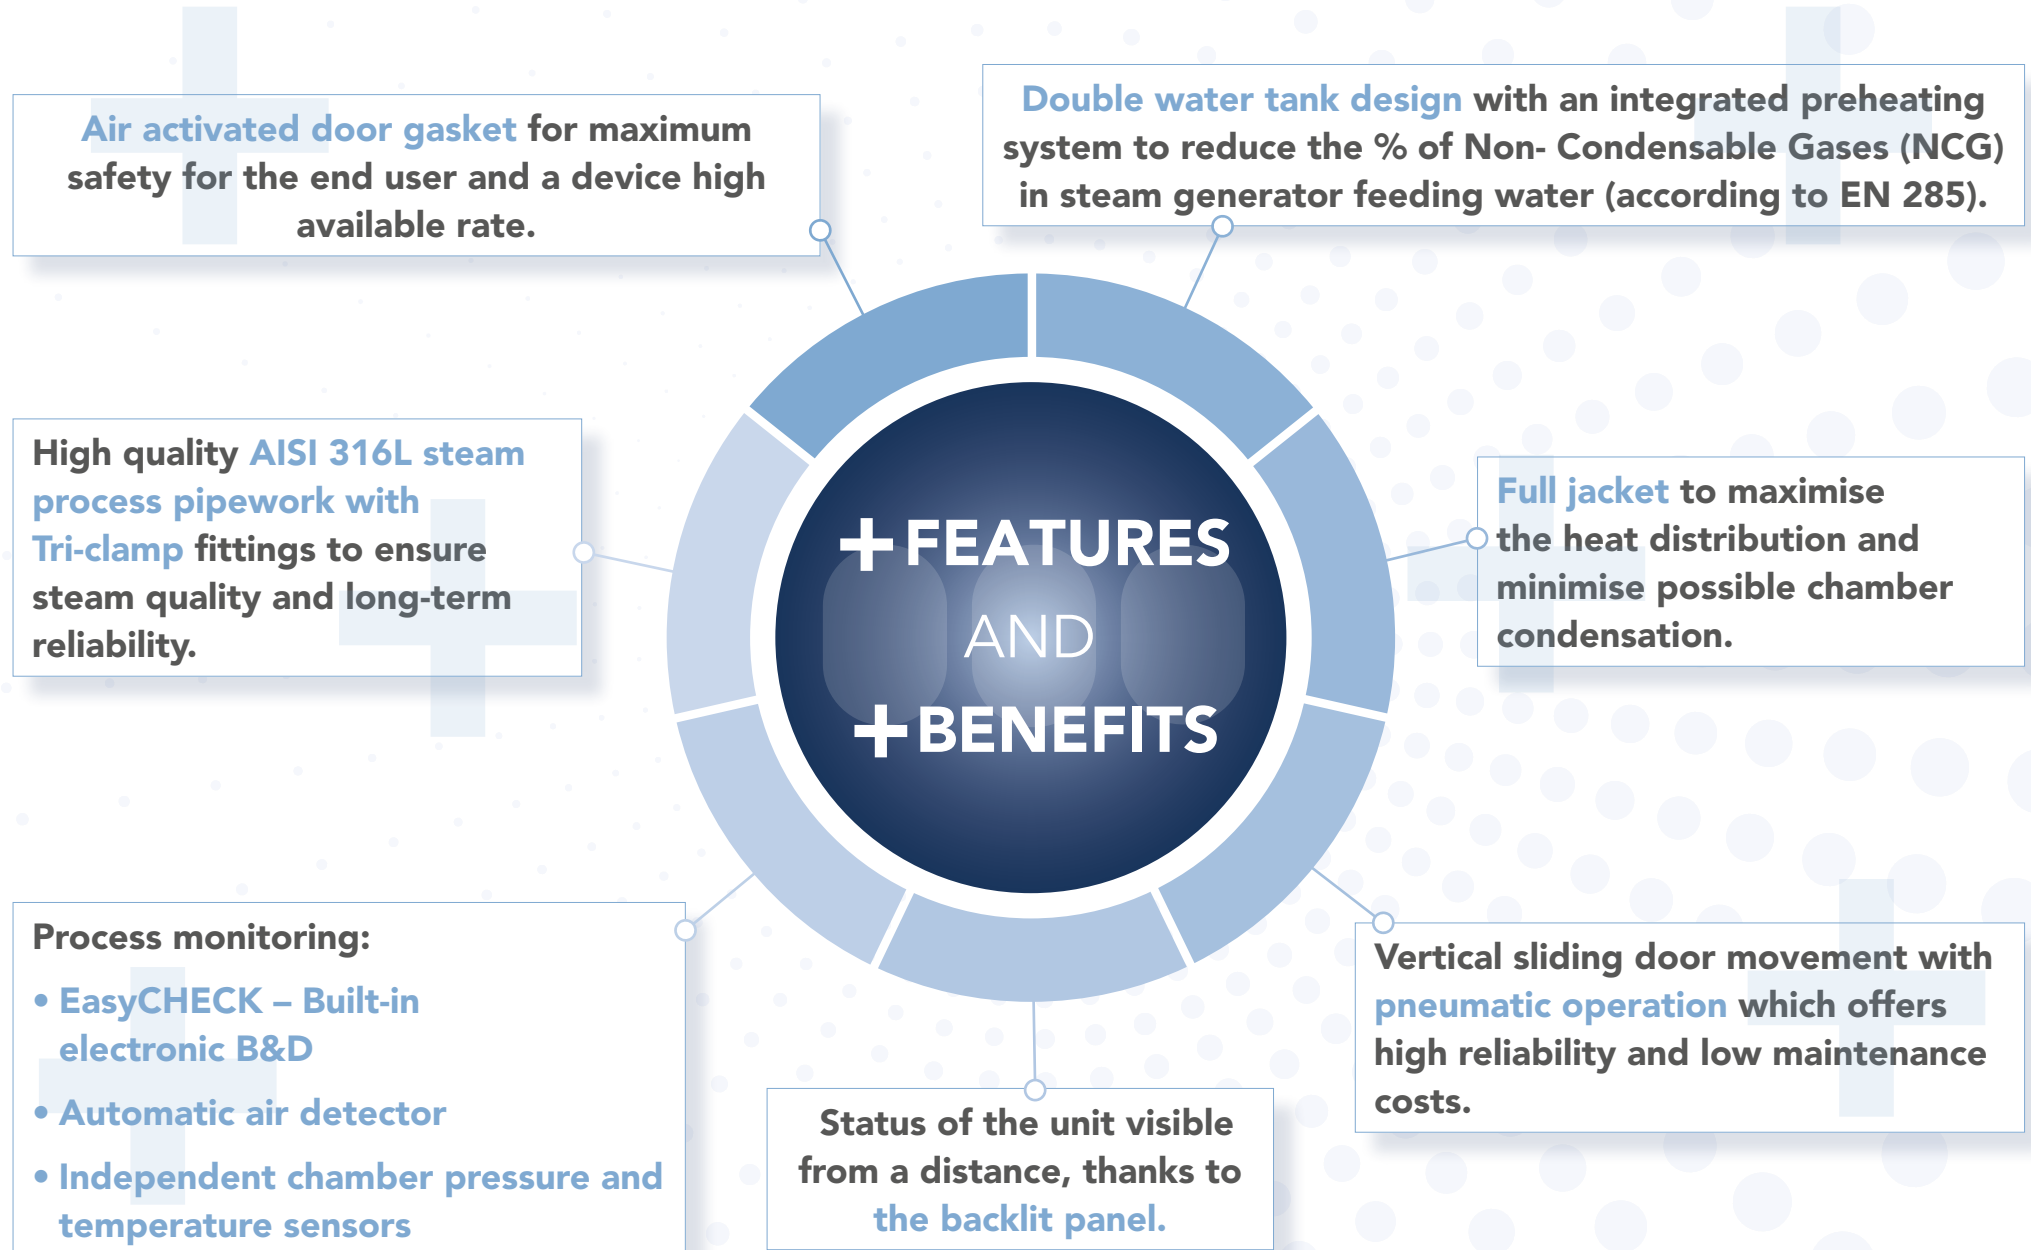 Air activated door gasket for maximum
safety for the end user and a device high
available rate.
Double water tank design with an integrated preheating
system to reduce the % of Non- Condensable Gases (NCG)
in steam generator feeding water (according to EN 285).
High quality AISI 316L steam
process pipework with
Tri-clamp fittings to ensure
steam quality and long-term
reliability.
+FEATURES
AND
+BENEFITS
Full jacket to maximise
the heat distribution and
minimise possible chamber
condensation.
Process monitoring:
• EasyCHECK – Built-in
electronic B&D
• Automatic air detector
• Independent chamber pressure and
temperature sensors
Status of the unit visible
from a distance, thanks to
the backlit panel.
Vertical sliding door movement with
pneumatic operation which offers
high reliability and low maintenance
costs.